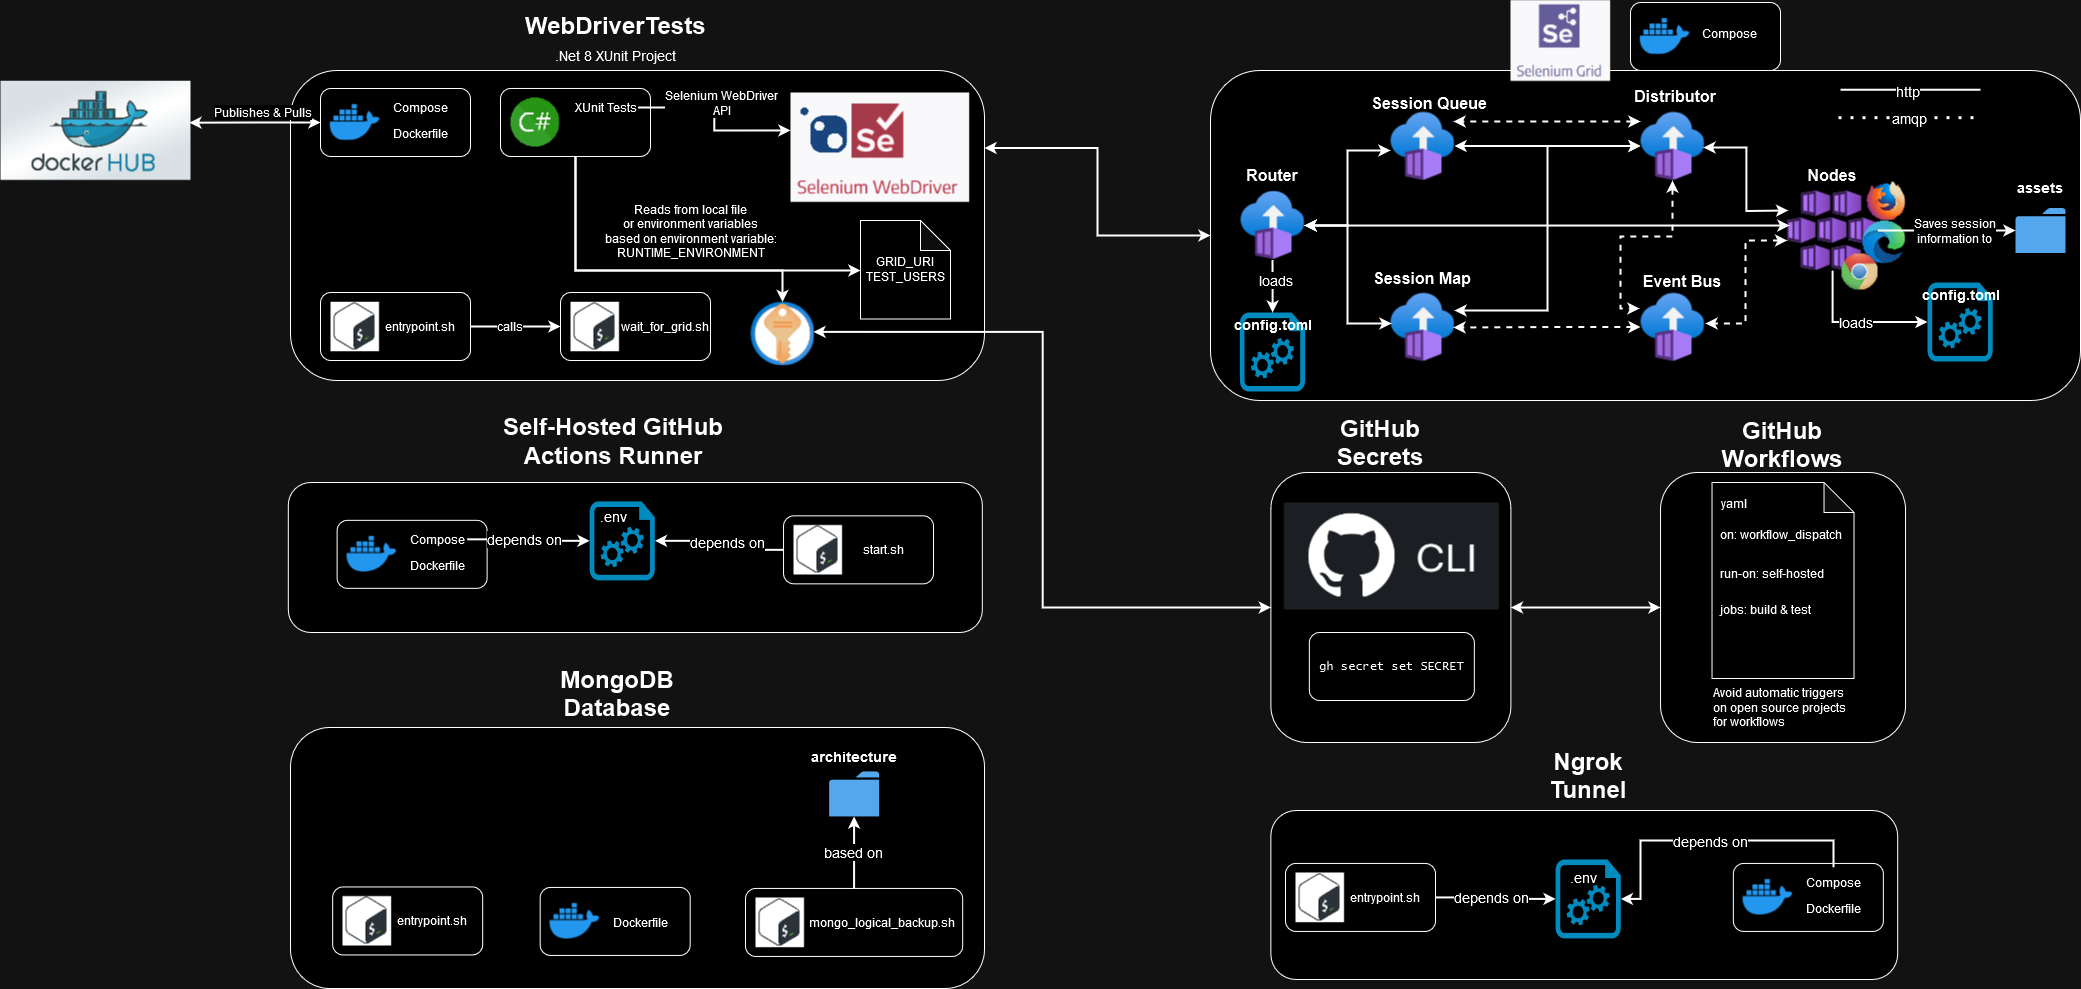 WebDriverTests
.Net 8 XUnit Project
docker HUB
Publishes & Pulls
Compose
Dockerfile
C#
XUnit Tests
Selenium WebDriver
API
Se
Selenium WebDriver
Reads from local file
or environment variables
based on environment variable:
RUNTIME_ENVIRONMENT
GRID_URI
TEST_USERS
entrypoint.sh
calls
wait_for_grid.sh
Se
Selenium Grid
Compose
http
amqp
Session Queue
Distributor
Router
Nodes
assets
Saves session
information to
loads
config.toml
Session Map
Event Bus
config.toml
loads
Self-Hosted GitHub
Actions Runner
Compose
Dockerfile
depends on
.env
depends on
start.sh
GitHub
Secrets
CLI
gh secret set SECRET
GitHub
Workflows
yaml
on: workflow_dispatch
run-on: self-hosted
jobs: build & test
Avoid automatic triggers
on open source projects
for workflows
MongoDB
Database
architecture
based on
entrypoint.sh
Dockerfile
mongo_logical_backup.sh
Ngrok
Tunnel
entrypoint.sh
depends on
.env
depends on
Compose
Dockerfile